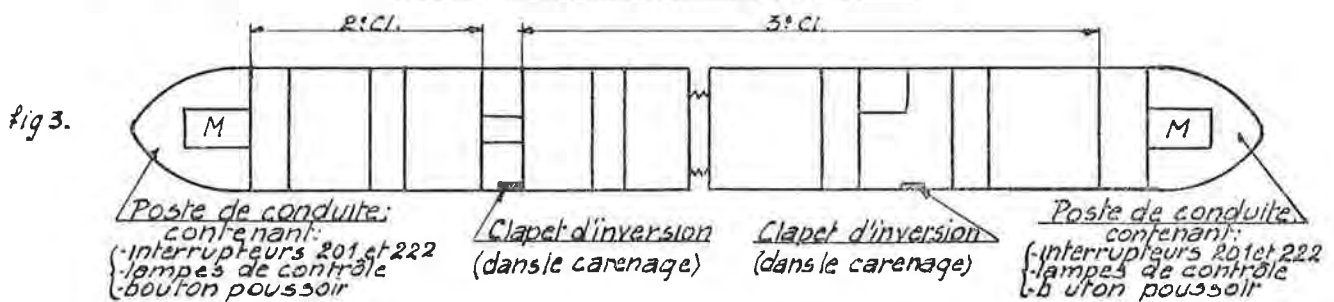 2e Cl.
3e Cl.
fig 3.
M
M
Poste de conduite;
contenant:
-interrupteurs 201 et 222
-lampes de contrôle
-bouton poussoir
Clapet d'inversion
(dans le carenage)
Clapet d'inversion
(dans le carenage)
Poste de conduite,
contenant:
-interrupteurs 201 et 222
-lampes de contrôle
-b uton poussoir